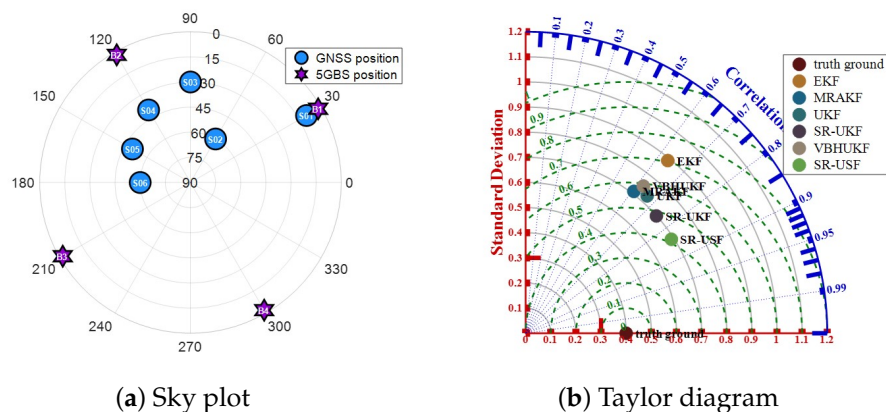 90
120
60
150
30
180
0
210
330
240
300
270
0
15
30
45
60
75
90
B2
B1
S01
S03
S04
S02
S05
S06
B3
B4
GNSS position
5GBS position
(a) Sky plot
Standard Deviation
1.2
1.1
1
0.9
0.8
0.7
0.6
0.5
0.4
0.3
0.2
0.1
0
0.1
0.2
0.3
0.4
0.5
0.6
0.7
0.8
0.9
1
1.1
1.2
0.1
0.2
0.3
0.4
0.5
0.6
0.7
0.8
0.9
0.95
0.99
0.9
0.8
0.7
0.6
0.5
0.4
0.3
0.2
0.1
0
EKF
VBHUKF
MRAKF
UKF
SR-UKF
SR-USF
truth ground
truth ground
EKF
MRAKF
UKF
SR-UKF
VBHUKF
SR-USF
(b) Taylor diagram